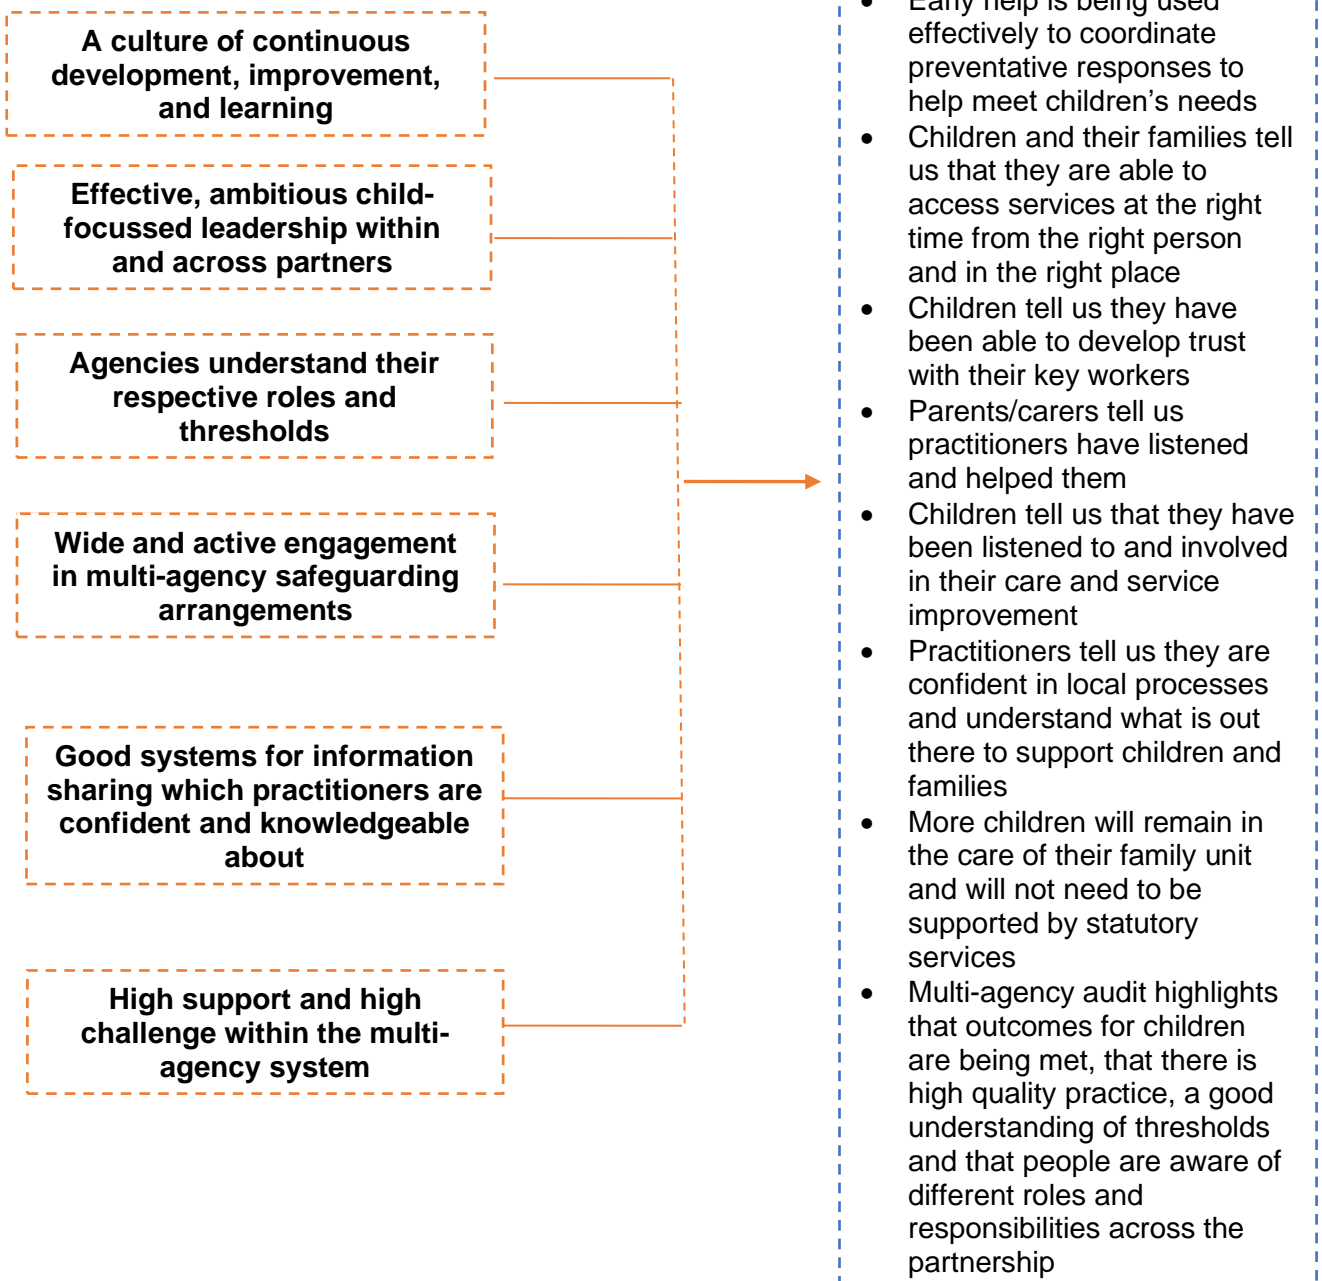 A culture of continuous
development, improvement,
and learning
Effective, ambitious child-
focussed leadership within
and across partners
Agencies understand their
respective roles and
thresholds
Wide and active engagement
in multi-agency safeguarding
arrangements
Good systems for information
sharing which practitioners are
confident and knowledgeable
about
High support and high
challenge within the multi-
agency system
• Early help is being used
effectively to coordinate
preventative responses to
help meet children’s needs
• Children and their families tell
us that they are able to
access services at the right
time from the right person
and in the right place
• Children tell us they have
been able to develop trust
with their key workers
• Parents/carers tell us
practitioners have listened
and helped them
• Children tell us that they have
been listened to and involved
in their care and service
improvement
• Practitioners tell us they are
confident in local processes
and understand what is out
there to support children and
families
• More children will remain in
the care of their family unit
and will not need to be
supported by statutory
services
• Multi-agency audit highlights
that outcomes for children
are being met, that there is
high quality practice, a good
understanding of thresholds
and that people are aware of
different roles and
responsibilities across the
partnership